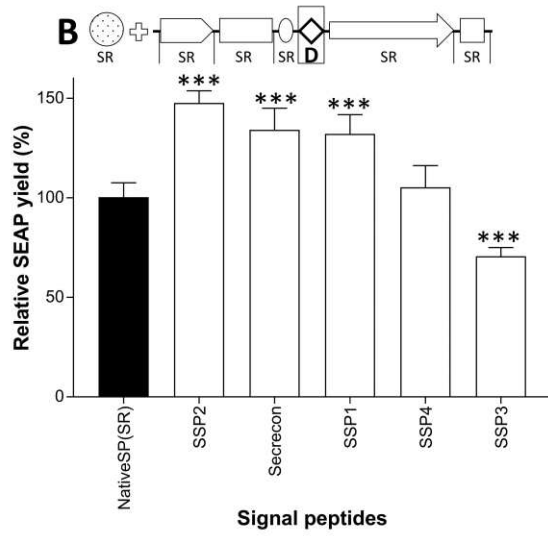 B
SR SR SR SR D SR SR
Relative SEAP yield (%)
150
100
50
0
*** *** *** ***
NativeSP(SR)
SSP2
Secrecon
SSP1
SSP4
SSP3
Signal peptides